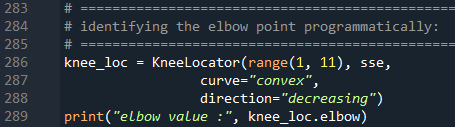 283 # ================================================
284 # identifying the elbow point programmatically:
285 # ================================================
286 knee_loc = KneeLocator(range(1, 11), sse,
287 curve="convex",
288 direction="decreasing")
289 print("elbow value :", knee_loc.elbow)